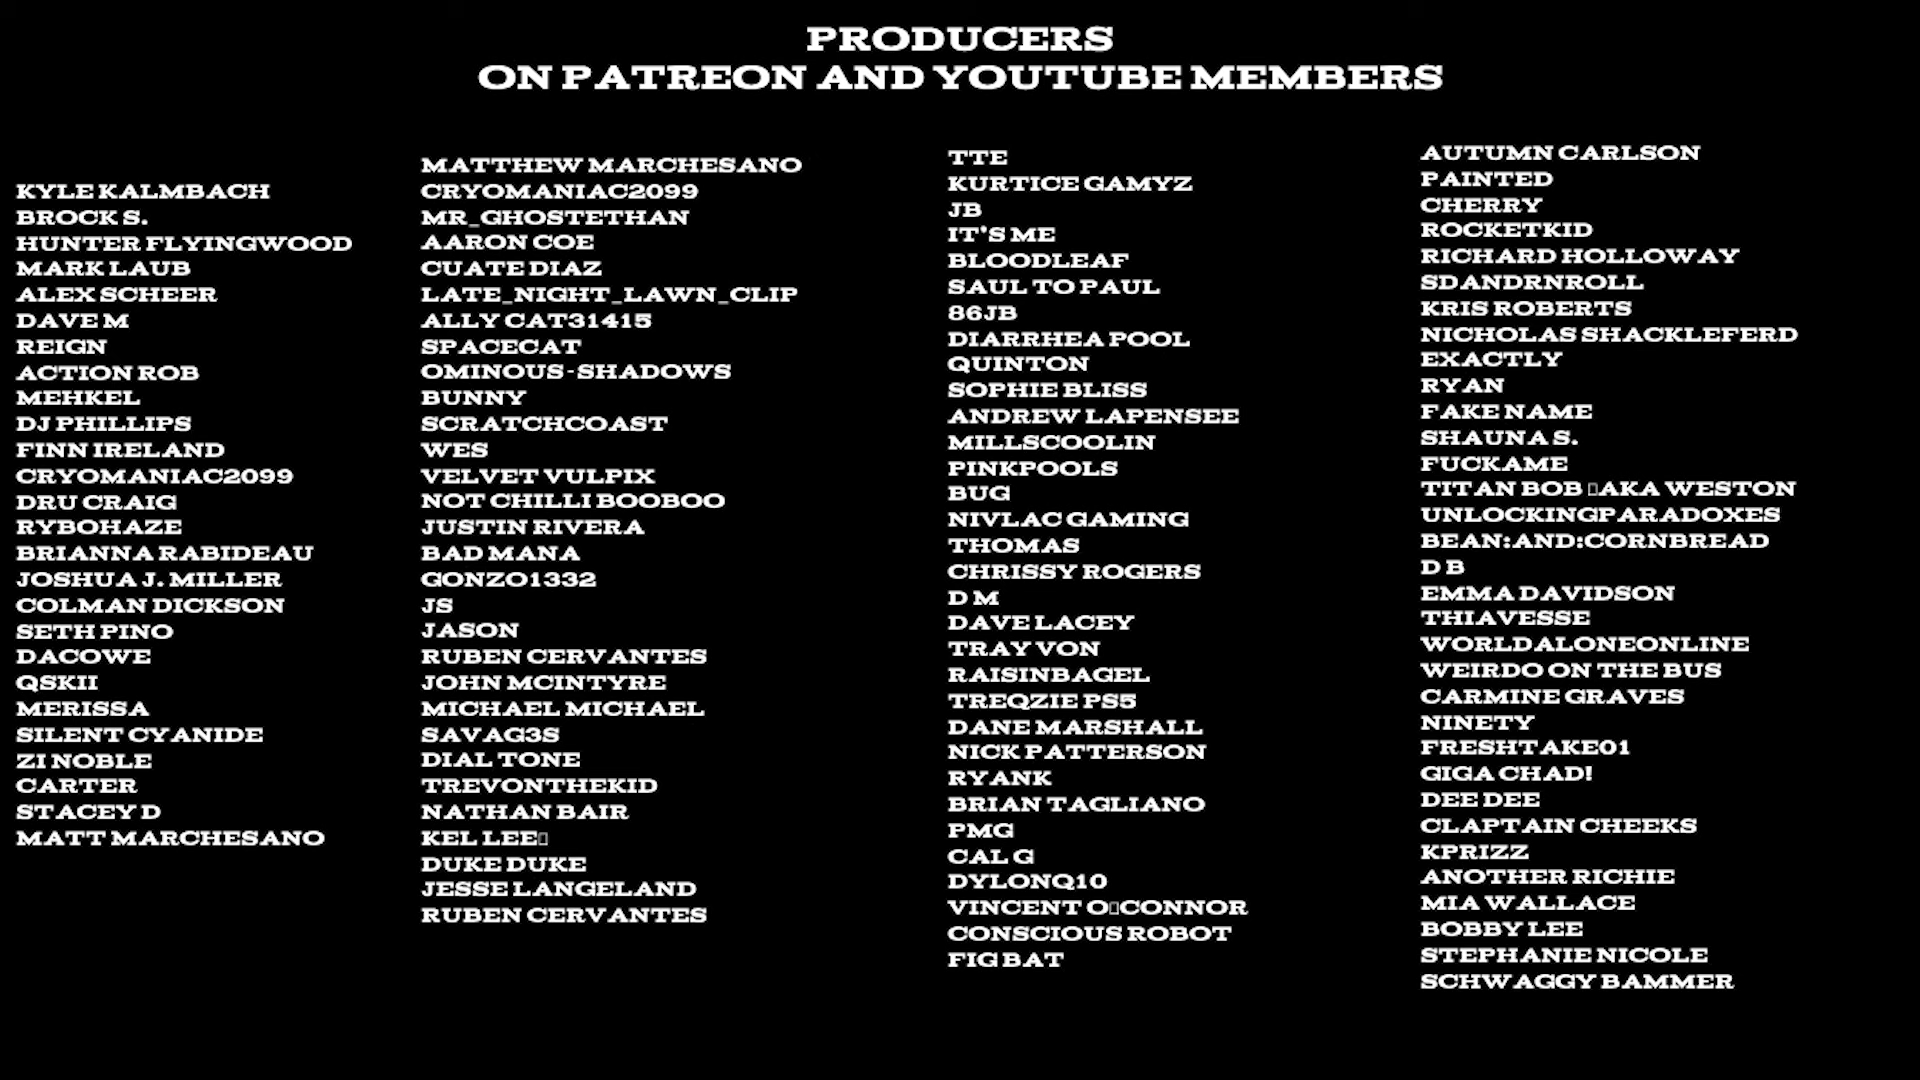 PRODUCERS
ON PATREON AND YOUTUBE MEMBERS
KYLE KALMBACH
BROCK S.
HUNTER FLYINGWOOD
MARK LAUB
ALEX SCHEER
DAVE M
REIGN
ACTION ROB
MEHKEL
DJ PHILLIPS
FINN IRELAND
CRYOMANIAC2099
DRU CRAIG
RYBOHAZE
BRIANNA RABIDEAU
JOSHUA J. MILLER
COLMAN DICKSON
SETH PINO
DACOWE
QSKII
MERISSA
SILENT CYANIDE
ZI NOBLE
CARTER
STACEY D
MATT MARCHESANO
MATTHEW MARCHESANO
CRYOMANIAC2099
MR_GHOSTETHAN
AARON COE
CUATE DIAZ
LATE_NIGHT_LAWN_CLIP
ALLY CAT31415
SPACECAT
OMINOUS-SHADOWS
BUNNY
SCRATCHCOAST
WES
VELVET VULPIX
NOT CHILLI BOOBOO
JUSTIN RIVERA
BAD MANA
GONZO1332
JS
JASON
RUBEN CERVANTES
JOHN MCINTYRE
MICHAEL MICHAEL
SAVAG3S
DIAL TONE
TREVONTHEKID
NATHAN BAIR
KEL LEE▯
DUKE DUKE
JESSE LANGELAND
RUBEN CERVANTES
TTE
KURTICE GAMYZ
JB
IT'S ME
BLOODLEAF
SAUL TO PAUL
86JB
DIARRHEA POOL
QUINTON
SOPHIE BLISS
ANDREW LAPENSEE
MILLSCOOLIN
PINKPOOLS
BUG
NIVLAC GAMING
THOMAS
CHRISSY ROGERS
D M
DAVE LACEY
TRAY VON
RAISINBAGEL
TREQZIE PS5
DANE MARSHALL
NICK PATTERSON
RYANK
BRIAN TAGLIANO
PMG
CAL G
DYLONQ10
VINCENT O▯CONNOR
CONSCIOUS ROBOT
FIG BAT
AUTUMN CARLSON
PAINTED
CHERRY
ROCKETKID
RICHARD HOLLOWAY
SDANDRNROLL
KRIS ROBERTS
NICHOLAS SHACKLEFERD
EXACTLY
RYAN
FAKE NAME
SHAUNA S.
FUCKAME
TITAN BOB ▯AKA WESTON
UNLOCKINGPARADOXES
BEAN:AND:CORNBREAD
D B
EMMA DAVIDSON
THIAVESSE
WORLDALONEONLINE
WEIRDO ON THE BUS
CARMINE GRAVES
NINETY
FRESHTAKE01
GIGA CHAD!
DEE DEE
CLAPTAIN CHEEKS
KPRIZZ
ANOTHER RICHIE
MIA WALLACE
BOBBY LEE
STEPHANIE NICOLE
SCHWAGGY BAMMER